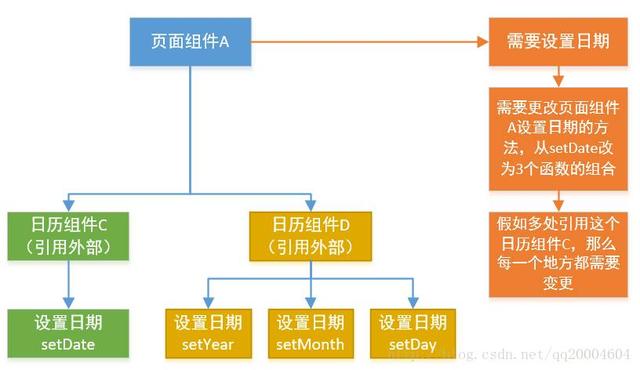 页面组件A
需要设置日期
需要更改页面组件
A设置日期的方
法，从setDate改
为3个函数的组合
日历组件C
（引用外部）
日历组件D
（引用外部）
假如多处引用这个
日历组件C，那么
每一个地方都需要
变更
设置日期
setDate
设置日期
setYear
设置日期
setMonth
设置日期
setDay
https://blog.csdn.net/qq20004604